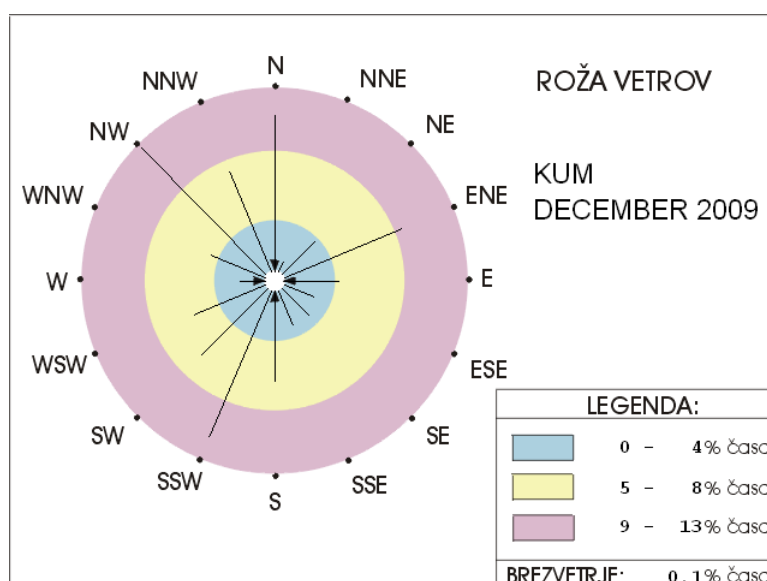 ROŽA VETROV
KUM
DECEMBER 2009
N
NNE
NE
ENE
E
ESE
SE
SSE
S
SSW
SW
WSW
W
WNW
NW
NNW
LEGENDA:
0 - 4% časa
5 - 8% časa
9 - 13% časa
BREZVETRJE: 0.1% časa